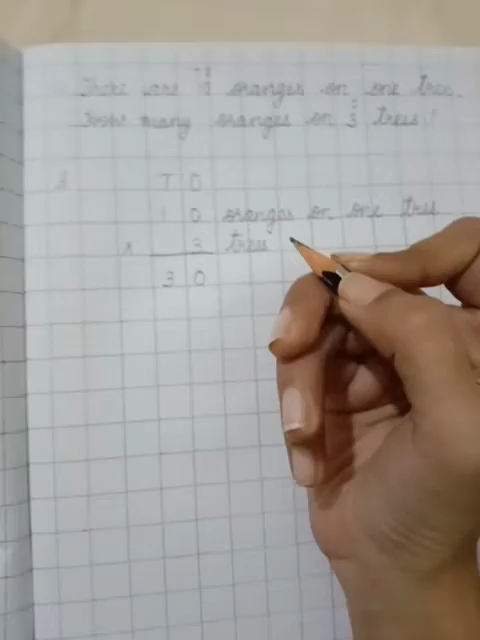 There are 10 oranges on one tree.
How many oranges on 3 trees?
T O
1 0 oranges on one tree
x 3 trees
3 0